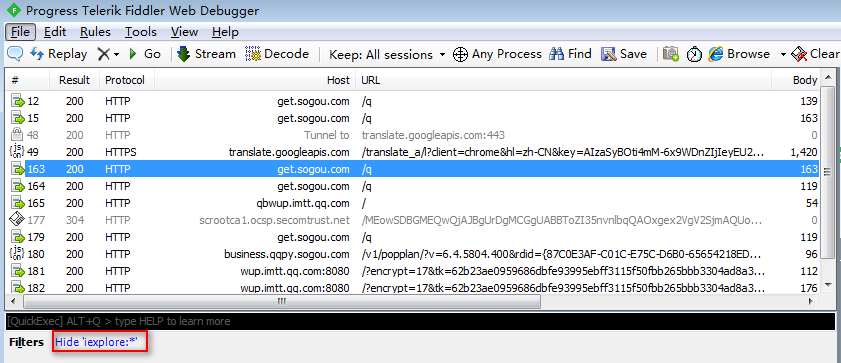 Progress Telerik Fiddler Web Debugger
File Edit Rules Tools View Help
Replay Go Stream Decode Keep: All sessions Any Process Find Save Browse Clear
# Result Protocol Host URL Body
12 200 HTTP get.sogou.com /q 139
15 200 HTTP get.sogou.com /q 163
48 200 HTTP Tunnel to translate.googleapis.com:443 0
49 200 HTTPS translate.googleapis.com /translate_a/l?client=chrome&hl=zh-CN&key=AIzaSyBOti4mM-6x9WDnZIjIeyEU2... 1,420
163 200 HTTP get.sogou.com /q 163
164 200 HTTP get.sogou.com /q 119
165 200 HTTP qbwup.imtt.qq.com / 54
177 304 HTTP scrootca1.ocsp.secomtrust.net /MEowSDBGMEQwQjAJBgUrDgMCGgUABBToZI35nvnlbqQAOxgex2VgV2SjmAQUo... 0
179 200 HTTP get.sogou.com /q 119
180 200 HTTP business.qqpy.sogou.com /v1/popplan/?v=6.4.5804.400&rdid={87C0E3AF-C01C-E75C-D6B0-65654218ED... 96
181 200 HTTP wup.imtt.qq.com:8080 /?encrypt=17&tk=62b23ae0959686dbfe93995ebff3115f50fbb265bbb3304ad8a3... 112
182 200 HTTP wup.imtt.qq.com:8080 /?encrypt=17&tk=62b23ae0959686dbfe93995ebff3115f50fbb265bbb3304ad8a3... 176
[QuickExec] ALT+Q > type HELP to learn more
Filters Hide 'iexplore:*'